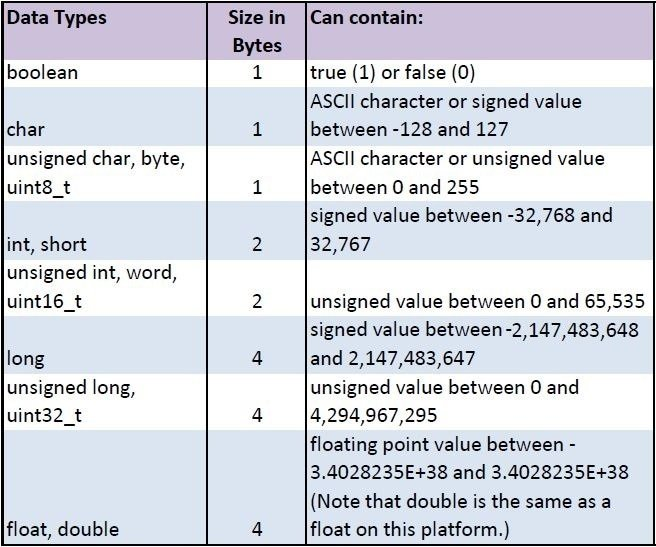 Data Types Size in Can contain:
Bytes
boolean 1 true (1) or false (0)
ASCII character or signed value
char 1 between -128 and 127
unsigned char, byte, ASCII character or unsigned value
uint8_t 1 between 0 and 255
signed value between -32,768 and
int, short 2 32,767
unsigned int, word,
uint16_t 2 unsigned value between 0 and 65,535
signed value between -2,147,483,648
long 4 and 2,147,483,647
unsigned long, unsigned value between 0 and
uint32_t 4 4,294,967,295
floating point value between -
3.4028235E+38 and 3.4028235E+38
(Note that double is the same as a
float, double 4 float on this platform.)